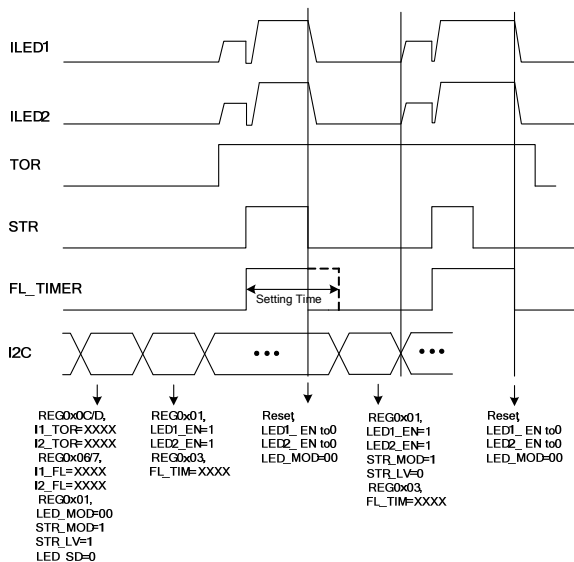 ILED1
ILED2
TOR
STR
FL_TIMER
Setting Time
I2C
•••
•••
REG0x0C/D,
I1_TOR=XXXX
I2_TOR=XXXX
REG0x06/7,
I1_FL=XXXX
I2_FL=XXXX
REG0x01,
LED_MOD=00
STR_MOD=1
STR_LV=1
LED_SD=0
REG0x01,
LED1_EN=1
LED2_EN=1
REG0x03,
FL_TIM=XXXX
Reset,
LED1_ EN to0
LED2_ EN to0
LED_MOD=00
REG0x01,
LED1_EN=1
LED2_EN=1
STR_MOD=1
STR_LV=0
REG0x03,
FL_TIM=XXXX
Reset,
LED1_ EN to0
LED2_ EN to0
LED_MOD=00